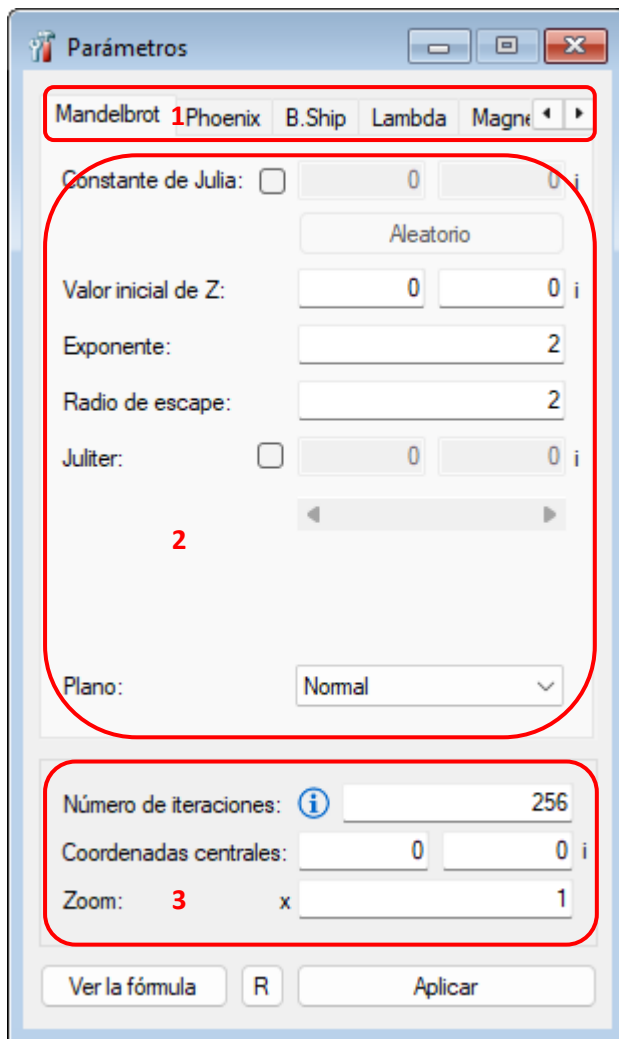 Parámetros
Mandelbrot 1 Phoenix B.Ship Lambda Magne
Constante de Julia: 0 0 i
Aleatorio
Valor inicial de Z: 0 0 i
Exponente: 2
Radio de escape: 2
Juliter: 0 0 i
2
Plano: Normal
Número de iteraciones: i 256
Coordenadas centrales: 0 0 i
Zoom: 3 x 1
Ver la fórmula R Aplicar